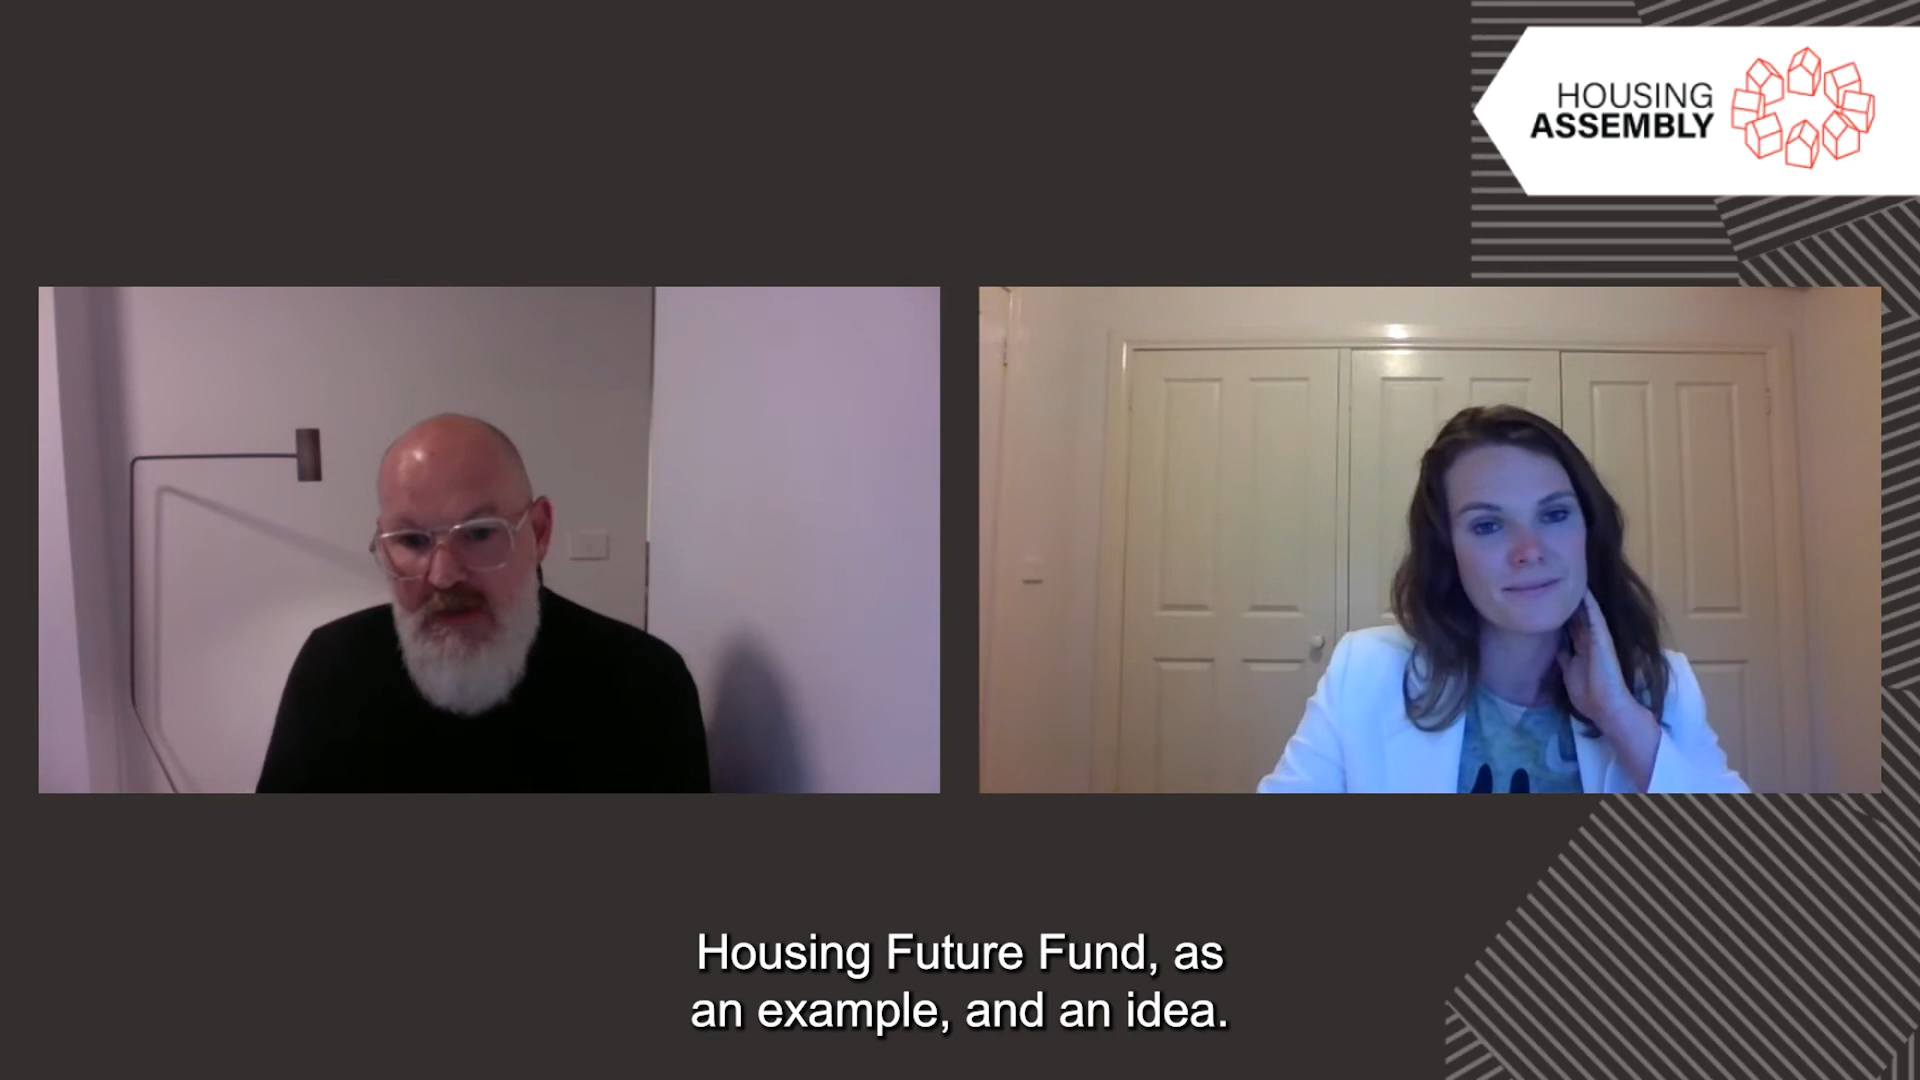 HOUSING
ASSEMBLY
Housing Future Fund, as
an example, and an idea.